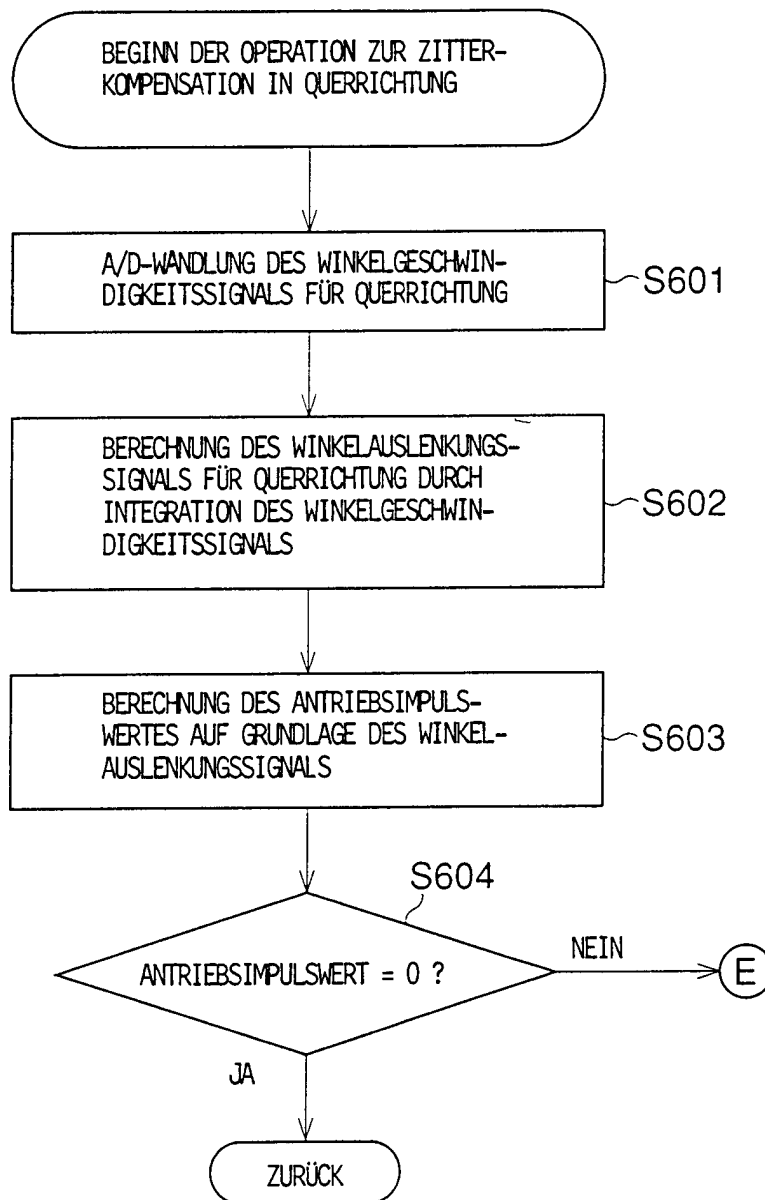 BEGINN DER OPERATION ZUR ZITTER-
KOMPENSATION IN QUERRICHTUNG
A/D-WANDLUNG DES WINKELGESCHWIN-
DIGKEITSSIGNALS FÜR QUERRICHTUNG
S601
BERECHNUNG DES WINKELAUSLENKUNGS-
SIGNALS FÜR QUERRICHTUNG DURCH
INTEGRATION DES WINKELGESCHWIN-
DIGKEITSSIGNALS
S602
BERECHNUNG DES ANTRIEBSIMPULS-
WERTES AUF GRUNDLAGE DES WINKEL-
AUSLENKUNGSSIGNALS
S603
S604
ANTRIEBSIMPULSWERT = 0 ?
NEIN
E
JA
ZURÜCK